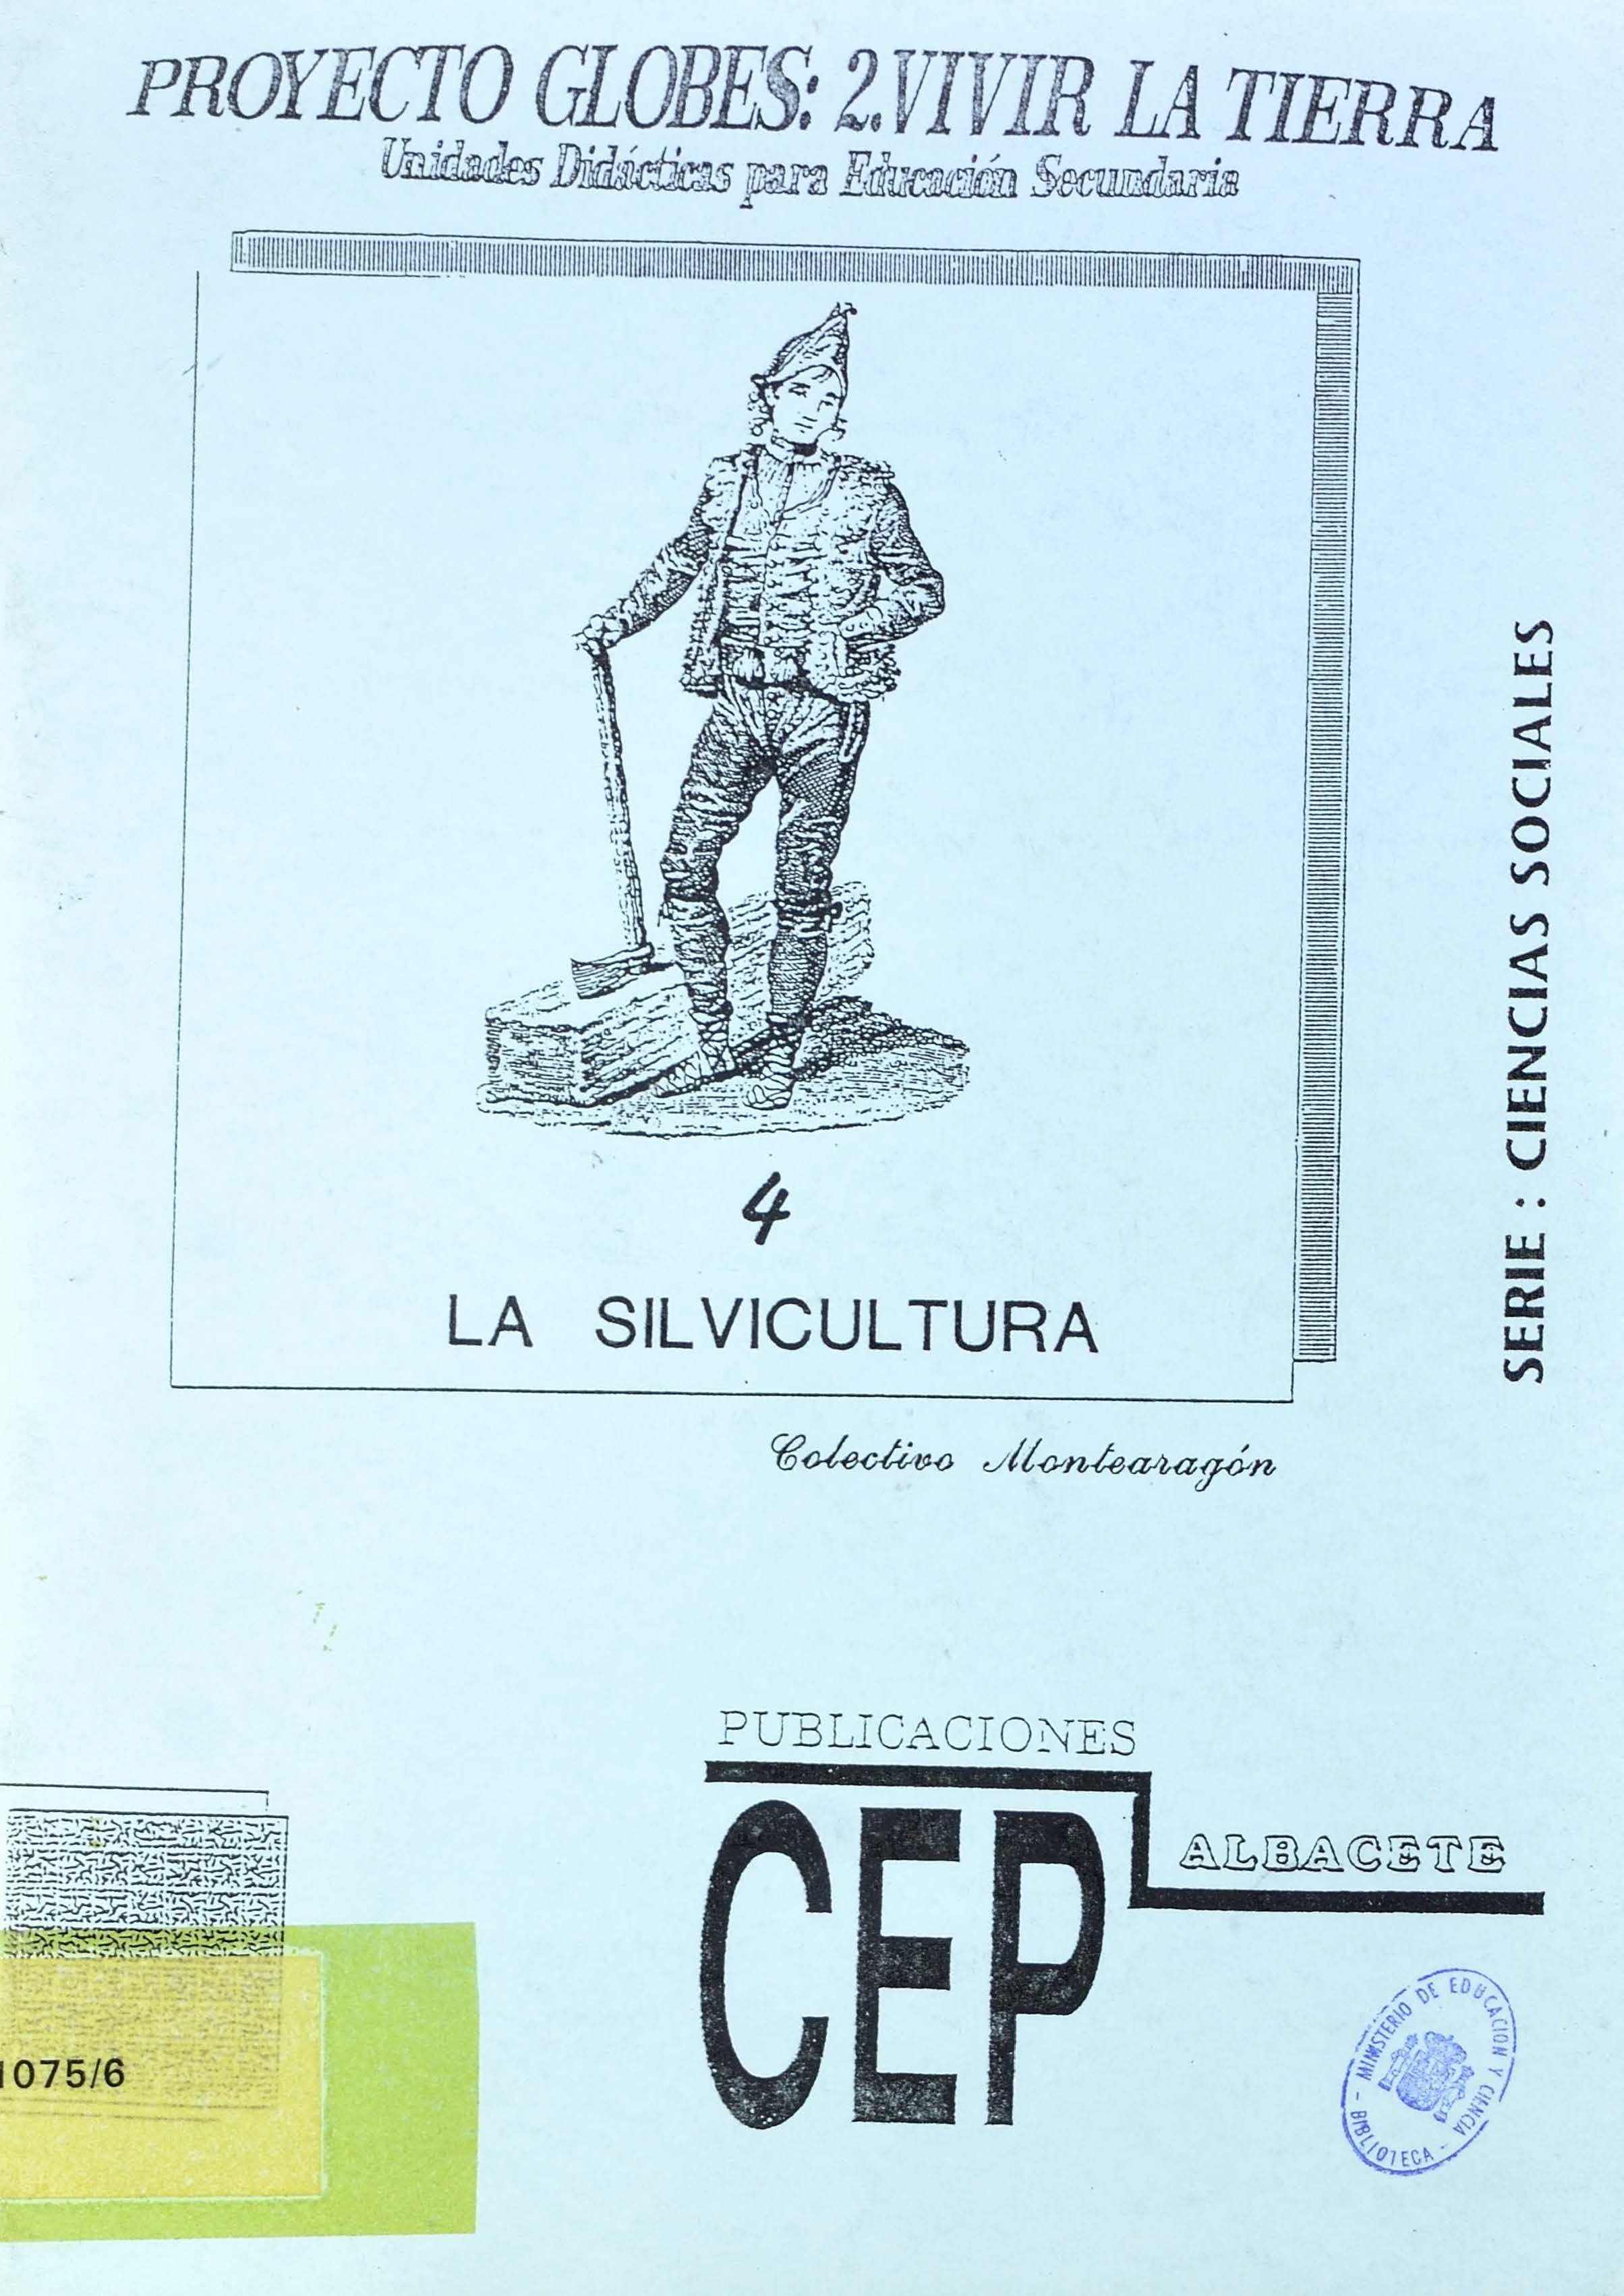 PROYECTO GLOBES: 2.VIVIR LA TIERRA
Unidades Didácticas para Educación Secundaria
4
LA SILVICULTURA
SERIE : CIENCIAS SOCIALES
Colectivo Montearagón
PUBLICACIONES
CEP
ALBACETE
1075/6
MINISTERIO DE EDUCACION Y CIENCIA
- BIBLIOTECA -